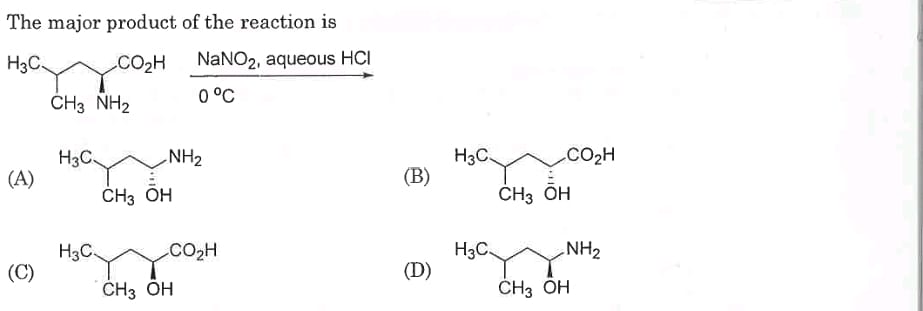 The major product of the reaction is
H3C CO2H NaNO2, aqueous HCl
CH3 NH2 0 °C
(A) H3C NH2
CH3 OH
(B) H3C CO2H
CH3 OH
(C) H3C CO2H
CH3 OH
(D) H3C NH2
CH3 OH